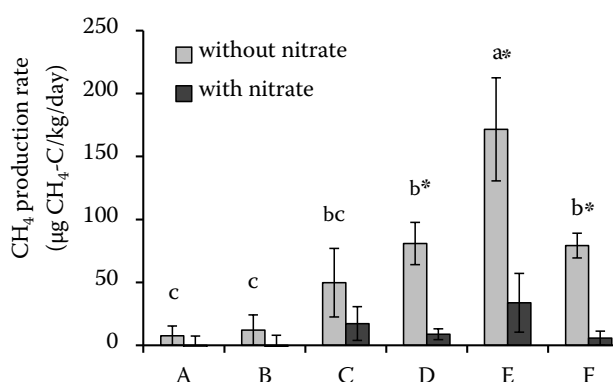 CH₄ production rate
(µg CH₄-C/kg/day)
250
200
150
100
50
0
without nitrate
with nitrate
c
c
bc
b*
a*
b*
A B C D E F